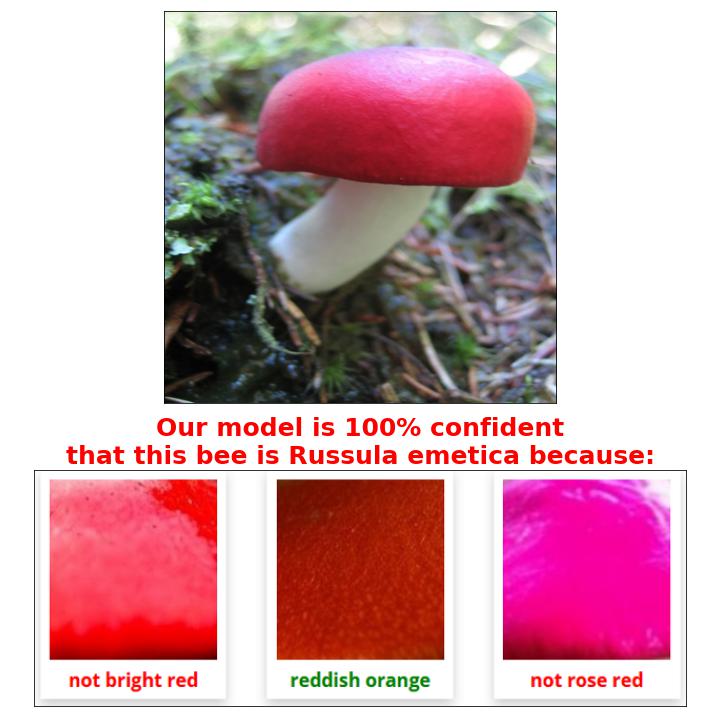 Our model is 100% confident
that this bee is Russula emetica because:
not bright red
reddish orange
not rose red